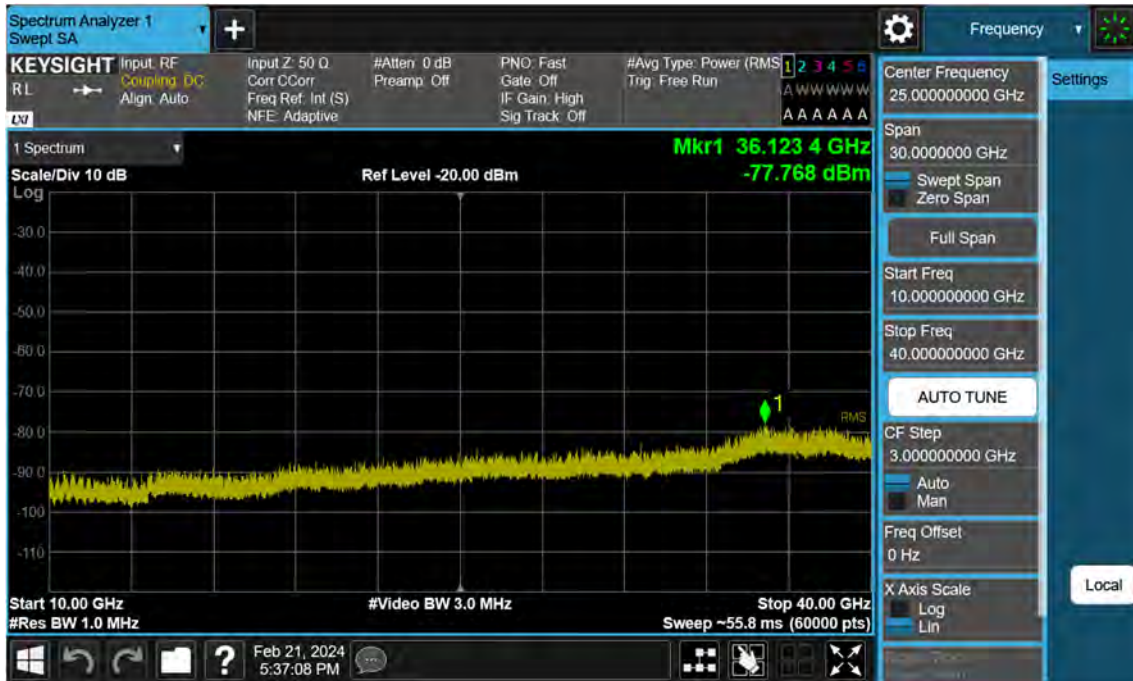 Spectrum Analyzer 1
Swept SA
Frequency
KEYSIGHT
RL
LXI
Input: RF
Coupling: DC
Align: Auto
Input Z: 50 Ω
Corr CCorr
Freq Ref: Int (S)
NFE: Adaptive
#Atten: 0 dB
Preamp: Off
PNO: Fast
Gate: Off
IF Gain: High
Sig Track: Off
#Avg Type: Power (RMS
Trig: Free Run
1 2 3 4 5 6
A W W W W W
A A A A A A
1 Spectrum
Scale/Div 10 dB
Ref Level -20.00 dBm
Mkr1 36.123 4 GHz
-77.768 dBm
Log
-30.0
-40.0
-50.0
-60.0
-70.0
-80.0
-90.0
-100
-110
1
RMS
Start 10.00 GHz
#Res BW 1.0 MHz
#Video BW 3.0 MHz
Stop 40.00 GHz
Sweep ~55.8 ms (60000 pts)
Center Frequency
25.000000000 GHz
Span
30.0000000 GHz
Swept Span
Zero Span
Full Span
Start Freq
10.000000000 GHz
Stop Freq
40.000000000 GHz
AUTO TUNE
CF Step
3.000000000 GHz
Auto
Man
Freq Offset
0 Hz
X Axis Scale
Log
Lin
Settings
Local
?
Feb 21, 2024
5:37:08 PM